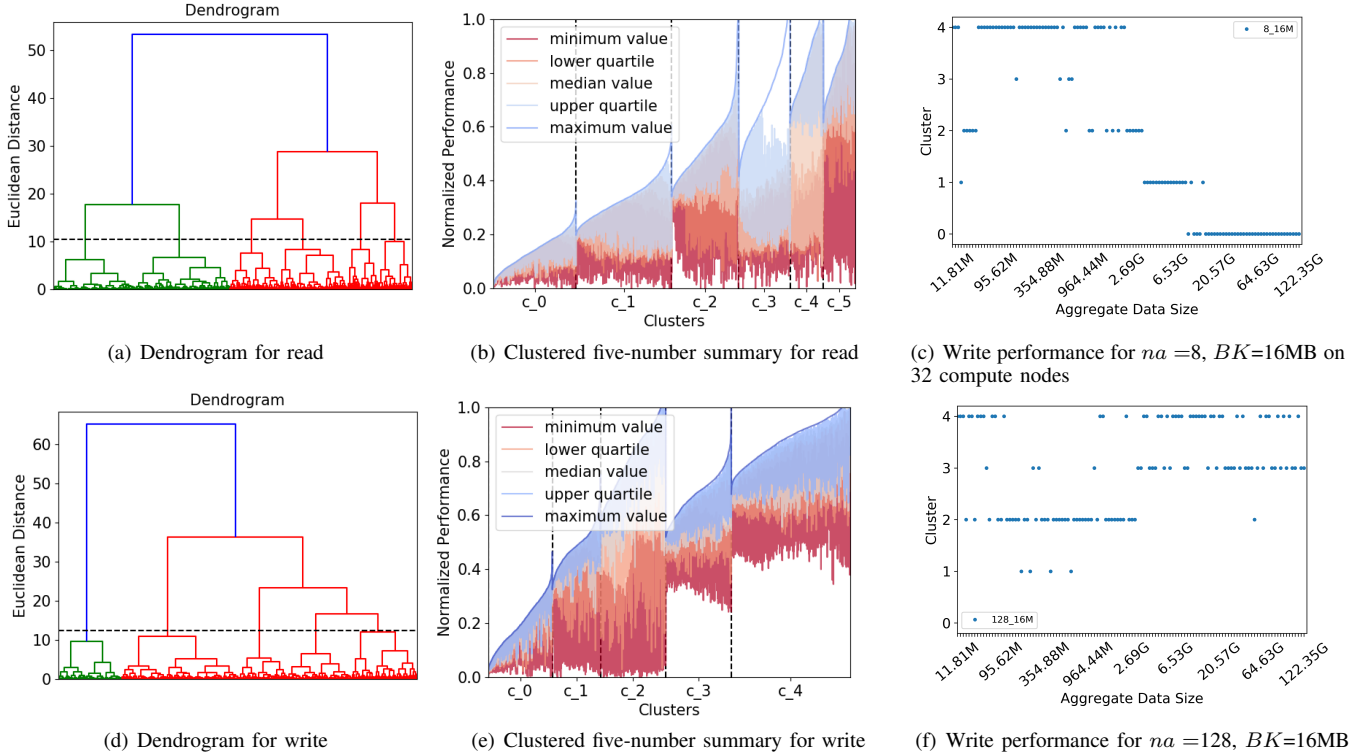 Dendrogram
Euclidean Distance
50
40
30
20
10
0
(a) Dendrogram for read
Normalized Performance
1.0
0.8
0.6
0.4
0.2
0.0
minimum value
lower quartile
median value
upper quartile
maximum value
c_0 c_1 c_2 c_3 c_4 c_5
Clusters
(b) Clustered five-number summary for read
Cluster
4
3
2
1
0
8_16M
11.81M 95.62M 354.88M 964.44M 2.69G 6.53G 20.57G 64.63G 122.35G
Aggregate Data Size
(c) Write performance for na =8, BK=16MB on
32 compute nodes
Dendrogram
Euclidean Distance
60
50
40
30
20
10
0
(d) Dendrogram for write
Normalized Performance
1.0
0.8
0.6
0.4
0.2
0.0
minimum value
lower quartile
median value
upper quartile
maximum value
c_0 c_1 c_2 c_3 c_4
Clusters
(e) Clustered five-number summary for write
Cluster
4
3
2
1
0
128_16M
11.81M 95.62M 354.88M 964.44M 2.69G 6.53G 20.57G 64.63G 122.35G
Aggregate Data Size
(f) Write performance for na =128, BK=16MB